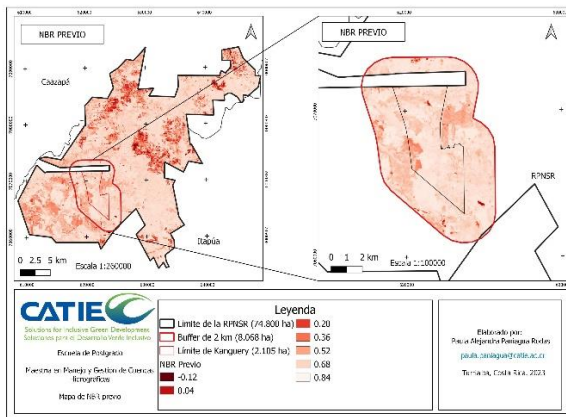 NBR PREVIO
Caazapá
Itapúa
0 2.5 5 km
Escala 1:260000
NBR PREVIO
RPNSR
0 1 2 km
Escala 1:100000
CATIE
Solutions for Inclusive Green Development
Soluciones para el Desarrollo Verde Inclusivo
Escuela de Posgrado
Maestría en Manejo y Gestión de Cuencas
Hidrográficas
Mapa de NBR previo
Leyenda
Límite de la RPNSR (74.808 ha)
Buffer de 2 km (8.068 ha)
Límite de Kanguery (2.105 ha)
NBR Previo
-0.12
0.04
0.20
0.36
0.52
0.68
0.84
Elaborado por:
Paula Alejandra Paniagua
paula.paniagua@catie.ac.cr
Turrialba, Costa Rica. 2023